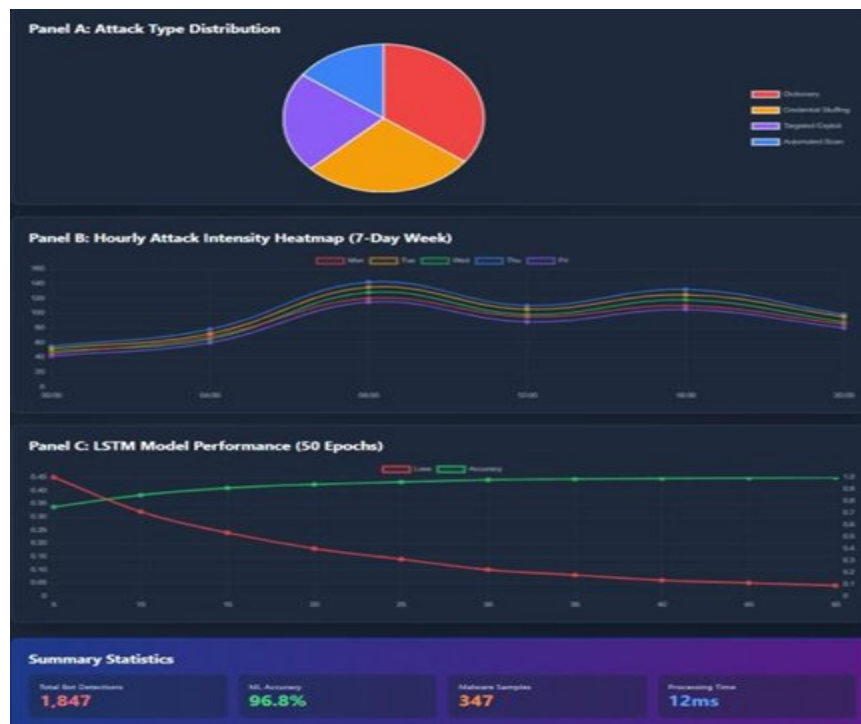 Panel A: Attack Type Distribution
Dictionary
Credential Stuffing
Targeted Exploit
Automated Scan
Panel B: Hourly Attack Intensity Heatmap (7-Day Week)
Mon Tue Wed Thu Fri
160
140
120
100
80
60
40
20
0
00:00 04:00 08:00 12:00 16:00 20:00
Panel C: LSTM Model Performance (50 Epochs)
Loss Accuracy
0.45 1.0
0.40 0.9
0.35 0.8
0.30 0.7
0.25 0.6
0.20 0.5
0.15 0.4
0.10 0.3
0.05 0.2
0 0.1
0
5 10 15 20 25 30 35 40 45 50
Summary Statistics
Total Bot Detections ML Accuracy Malware Samples Processing Time
1,847 96.8% 347 12ms